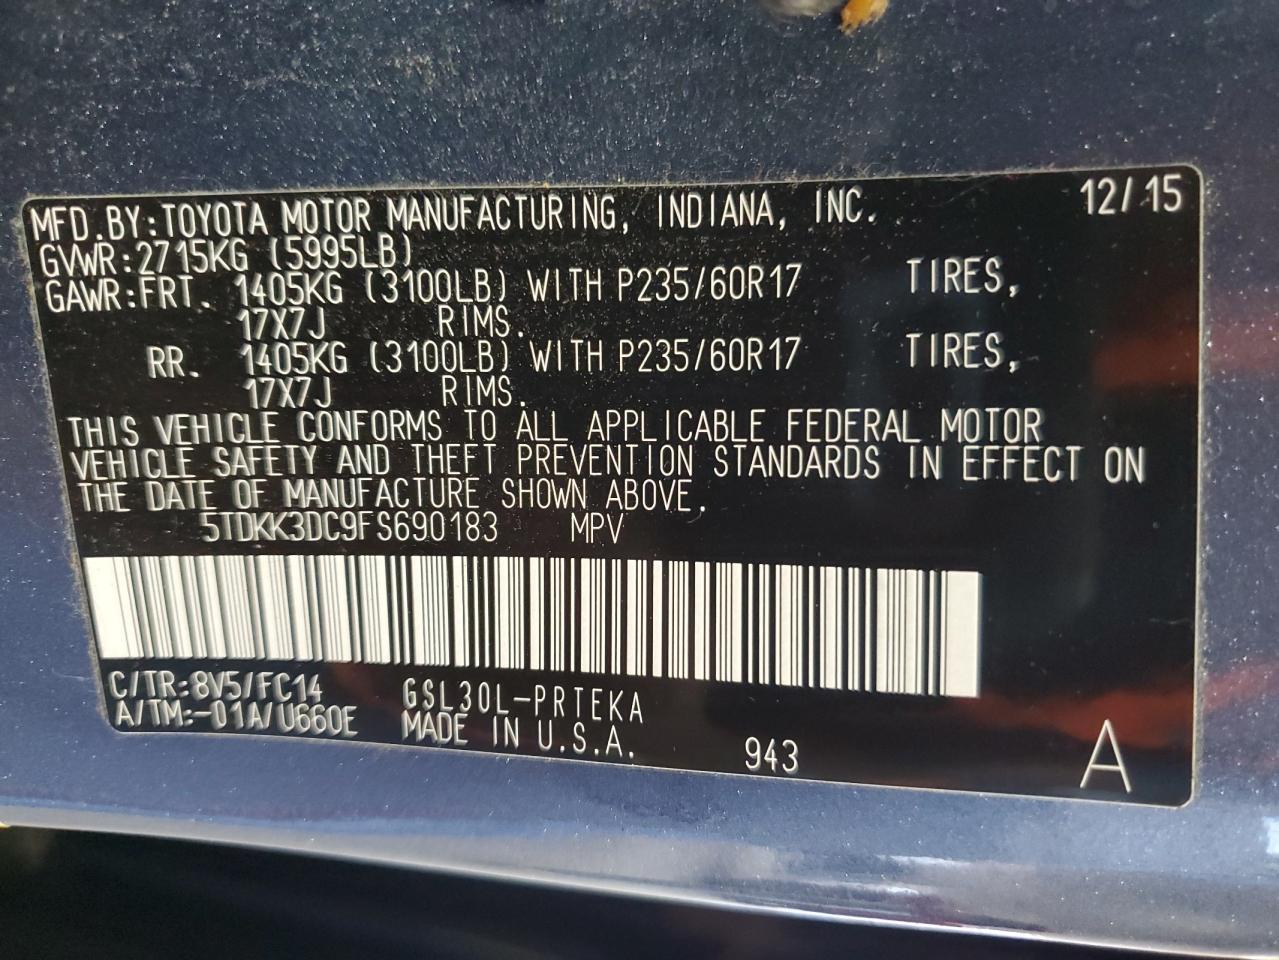 MFD.BY:TOYOTA MOTOR MANUFACTURING, INDIANA, INC. 12/15
GVWR:2715KG (5995LB)
GAWR:FRT. 1405KG (3100LB) WITH P235/60R17 TIRES,
17X7J RIMS.
RR. 1405KG (3100LB) WITH P235/60R17 TIRES,
17X7J RIMS.
THIS VEHICLE CONFORMS TO ALL APPLICABLE FEDERAL MOTOR
VEHICLE SAFETY AND THEFT PREVENTION STANDARDS IN EFFECT ON
THE DATE OF MANUFACTURE SHOWN ABOVE.
5TDKK3DC9FS690183 MPV
C/TR:8V5/FC14 GSL30L-PRTEKA
A/TM:-01A/U660E MADE IN U.S.A. 943 A